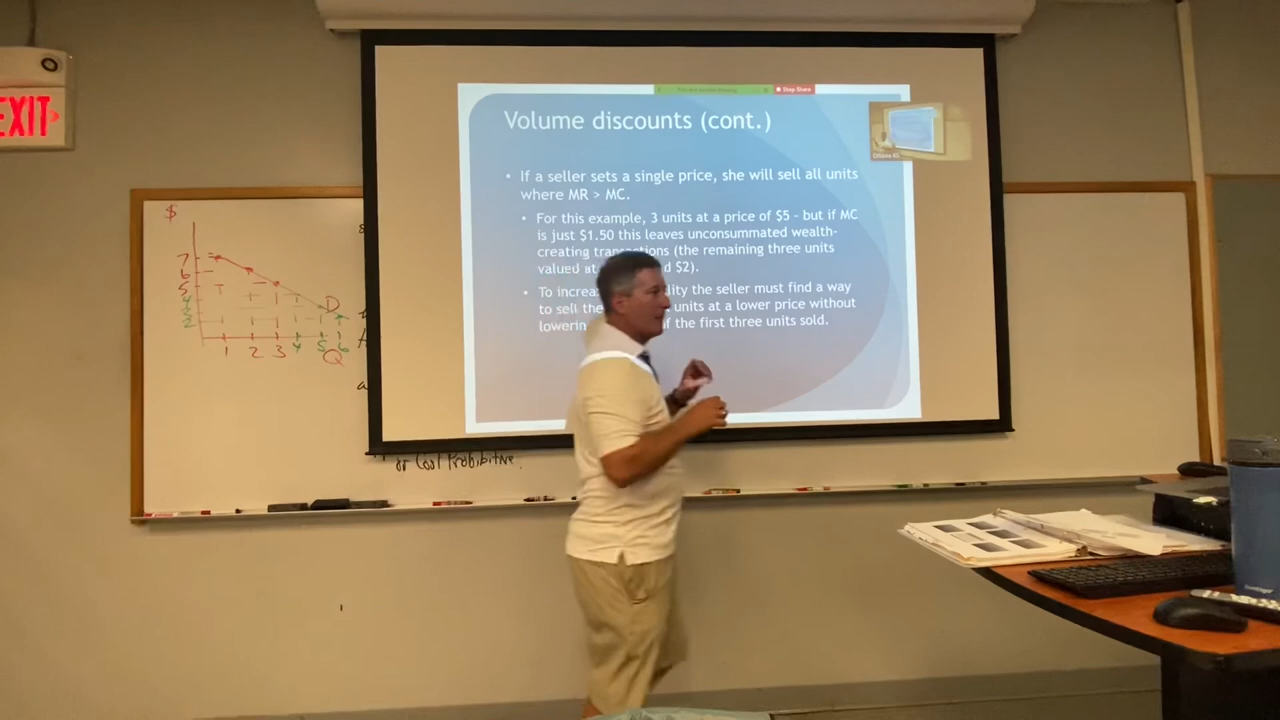 EXIT
Stop Share
Volume discounts (cont.)
• If a seller sets a single price, she will sell all units
where MR > MC.
• For this example, 3 units at a price of $5 - but if MC
is just $1.50 this leaves unconsummated wealth-
creating transactions (the remaining three units
valued at d $2).
• To increa lity the seller must find a way
to sell the units at a lower price without
lowerin f the first three units sold.
$
7
6
5
4
3
2
D
1 2 3 4 5 6
Q
or Cool Prohibitive.